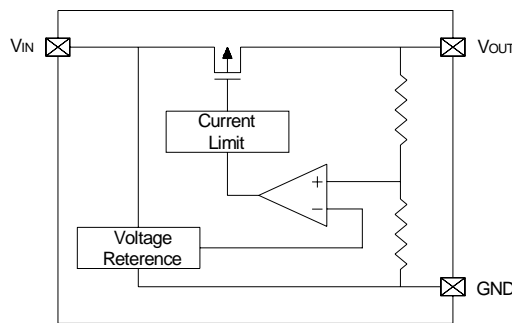 VIN
VOUT
Current
Limit
+
−
Voltage
Reterence
GND